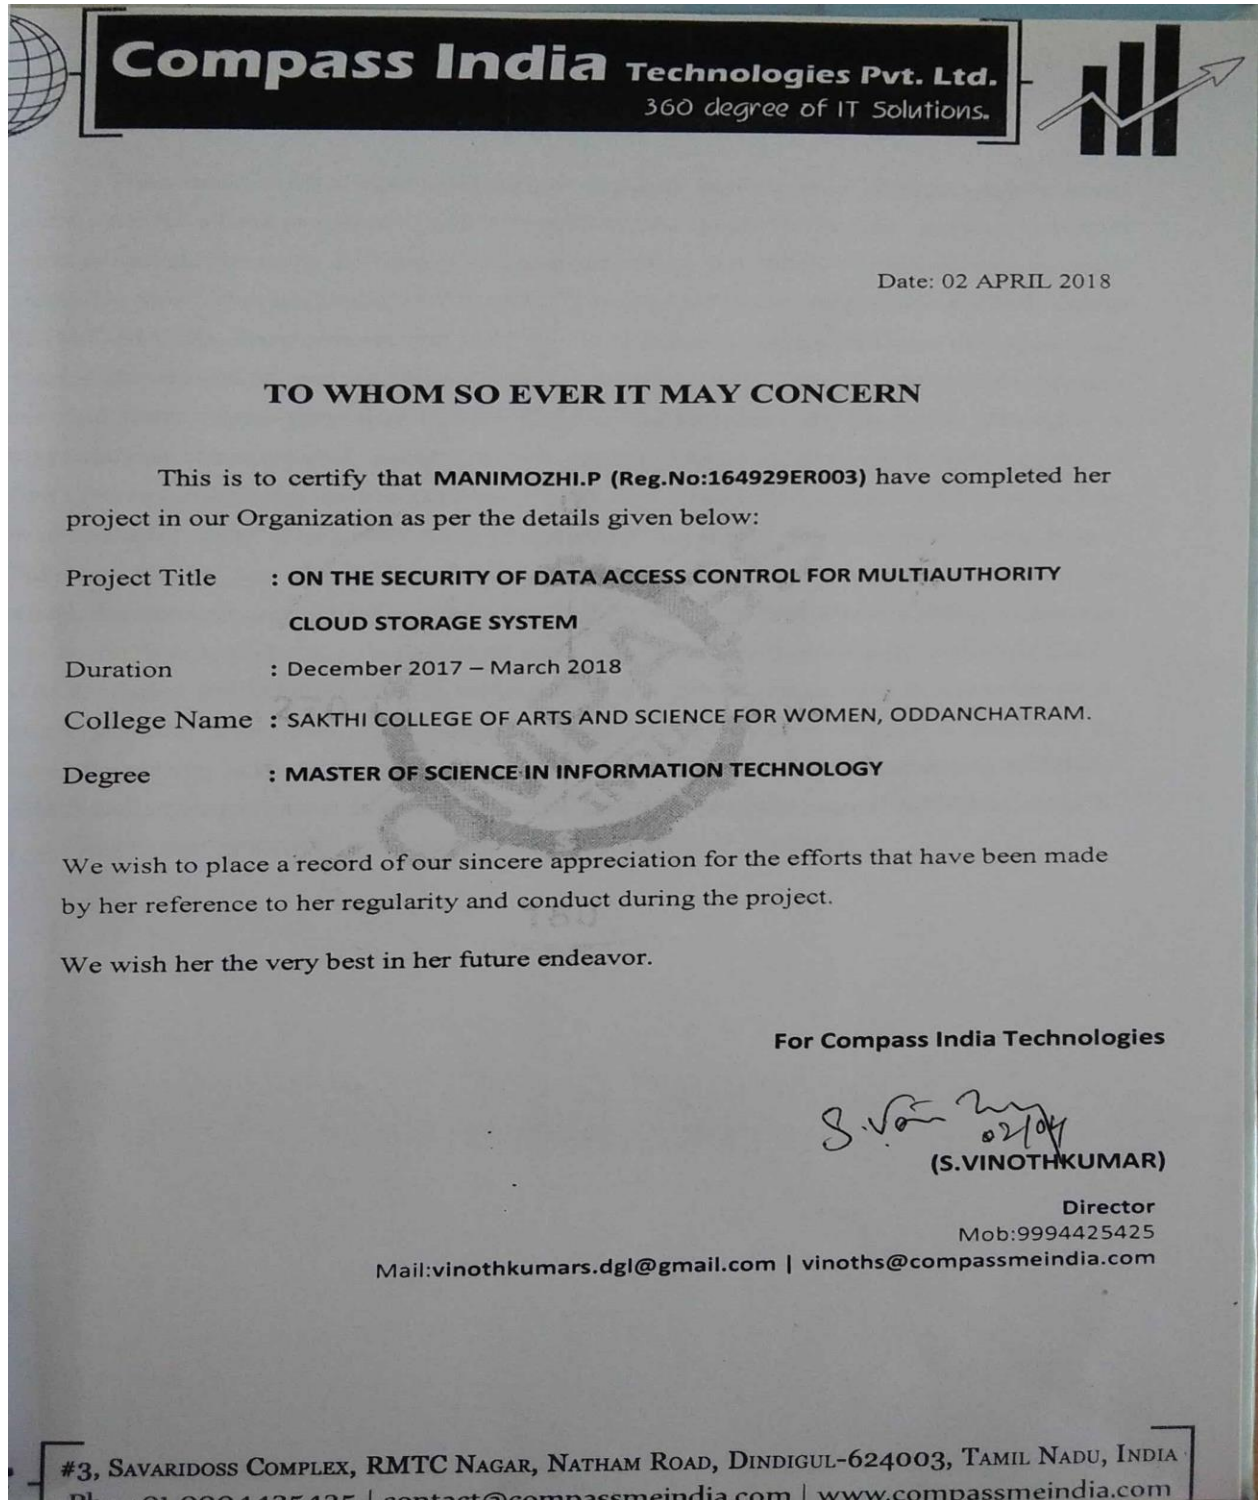 Compass India Technologies Pvt. Ltd.
360 degree of IT Solutions.
Date: 02 APRIL 2018
TO WHOM SO EVER IT MAY CONCERN
This is to certify that MANIMOZHI.P (Reg.No:164929ER003) have completed her
project in our Organization as per the details given below:
Project Title : ON THE SECURITY OF DATA ACCESS CONTROL FOR MULTIAUTHORITY
CLOUD STORAGE SYSTEM
Duration : December 2017 – March 2018
College Name : SAKTHI COLLEGE OF ARTS AND SCIENCE FOR WOMEN, ODDANCHATRAM.
Degree : MASTER OF SCIENCE IN INFORMATION TECHNOLOGY
We wish to place a record of our sincere appreciation for the efforts that have been made
by her reference to her regularity and conduct during the project.
We wish her the very best in her future endeavor.
For Compass India Technologies
02/04
(S.VINOTHKUMAR)
Director
Mob:9994425425
Mail:vinothkumars.dgl@gmail.com | vinoths@compassmeindia.com
#3, SAVARIDOSS COMPLEX, RMTC NAGAR, NATHAM ROAD, DINDIGUL-624003, TAMIL NADU, INDIA
contact@compassmeindia.com | www.compassmeindia.com